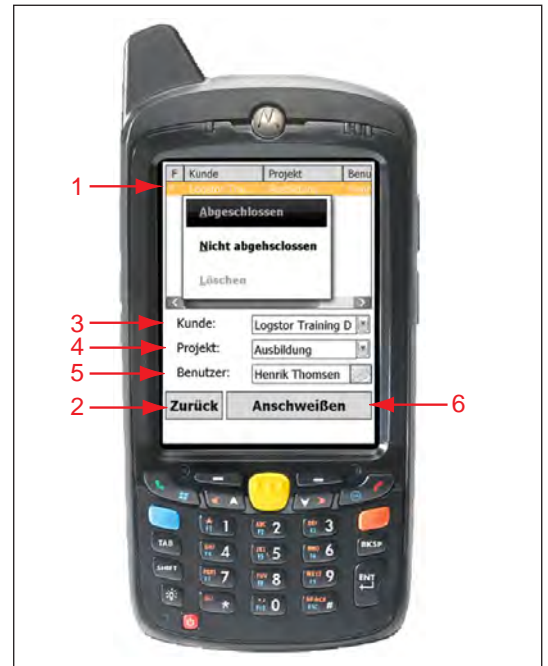 F Kunde Projekt Benu
1
Abgeschlossen
Nicht abgehsclossen
Löschen
3 Kunde: Logstor Training D
4 Projekt: Ausbildung
5 Benutzer: Henrik Thomsen
2 Zurück Anschweißen 6
1 2 3
TAB 4 5 6 BKSP
SHIFT 7 8 9 ENT
* 0 #